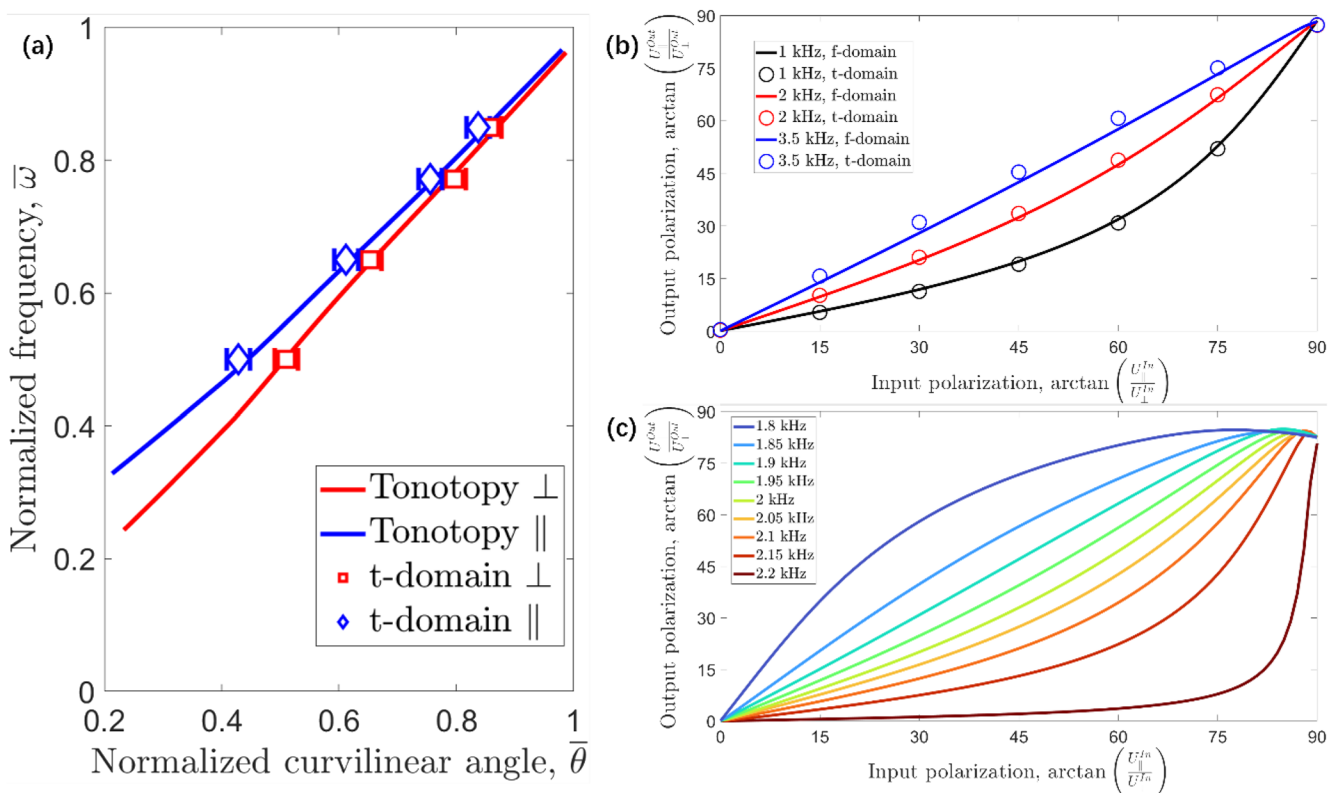 (a)
1
0.8
0.6
0.4
0.2
0
Normalized frequency, ω̅
Tonotopy ⊥
Tonotopy ∥
t-domain ⊥
t-domain ∥
0.2 0.4 0.6 0.8 1
Normalized curvilinear angle, θ̅
(b)
90
75
60
45
30
15
0
Output polarization, arctan
1 kHz, f-domain
1 kHz, t-domain
2 kHz, f-domain
2 kHz, t-domain
3.5 kHz, f-domain
3.5 kHz, t-domain
0 15 30 45 60 75 90
Input polarization, arctan (U∥^In / U⊥^In)
(c)
90
75
60
45
30
15
0
Output polarization, arctan
1.8 kHz
1.85 kHz
1.9 kHz
1.95 kHz
2 kHz
2.05 kHz
2.1 kHz
2.15 kHz
2.2 kHz
0 15 30 45 60 75 90
Input polarization, arctan (U∥^In / U^In)